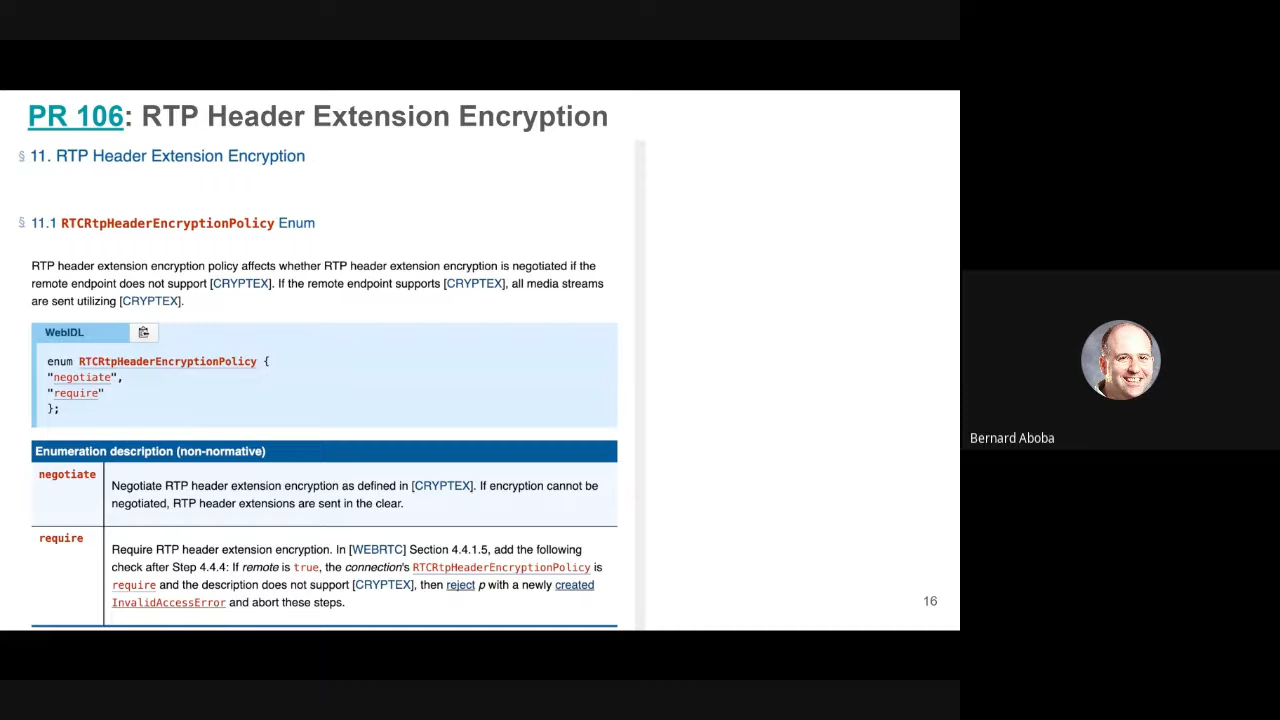 PR 106: RTP Header Extension Encryption
§ 11. RTP Header Extension Encryption
§ 11.1 RTCRtpHeaderEncryptionPolicy Enum
RTP header extension encryption policy affects whether RTP header extension encryption is negotiated if the
remote endpoint does not support [CRYPTEX]. If the remote endpoint supports [CRYPTEX], all media streams
are sent utilizing [CRYPTEX].
WebIDL
enum RTCRtpHeaderEncryptionPolicy {
"negotiate",
"require"
};
Enumeration description (non-normative)
negotiate
Negotiate RTP header extension encryption as defined in [CRYPTEX]. If encryption cannot be
negotiated, RTP header extensions are sent in the clear.
require
Require RTP header extension encryption. In [WEBRTC] Section 4.4.1.5, add the following
check after Step 4.4.4: If remote is true, the connection's RTCRtpHeaderEncryptionPolicy is
require and the description does not support [CRYPTEX], then reject p with a newly created
InvalidAccessError and abort these steps.
16
Bernard Aboba